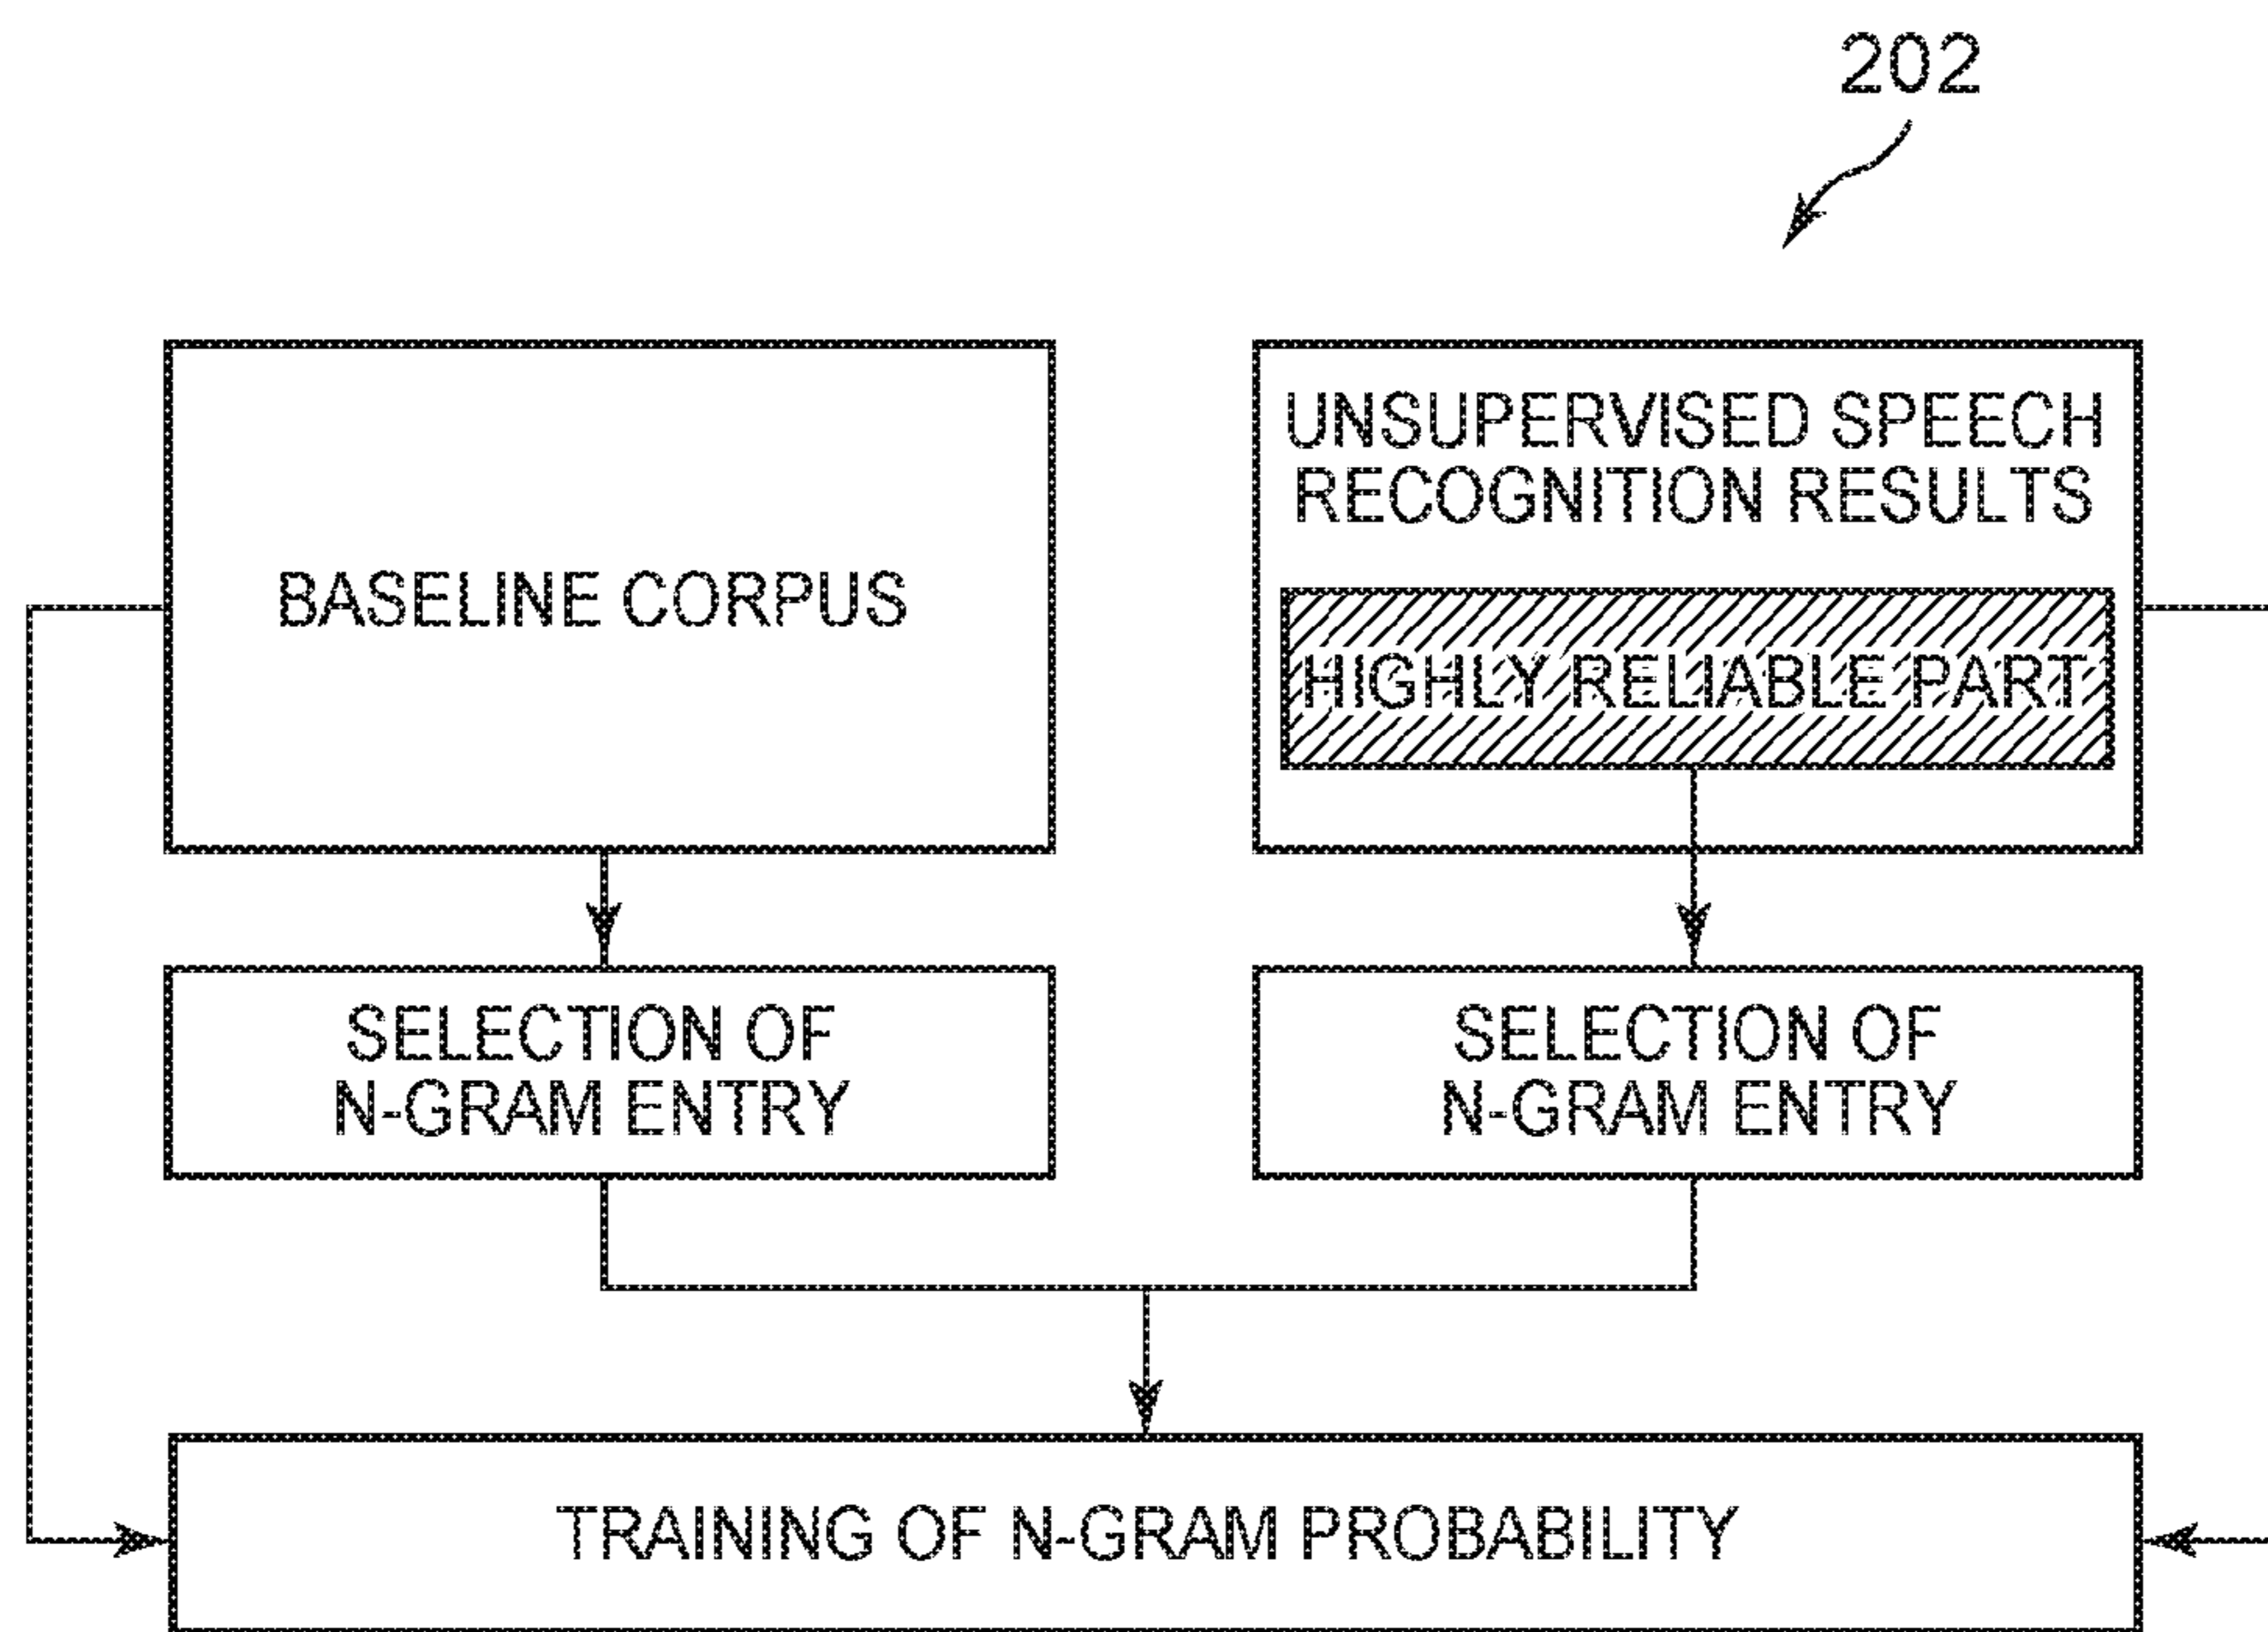 202
BASELINE CORPUS
UNSUPERVISED SPEECH
RECOGNITION RESULTS
HIGHLY RELIABLE PART
SELECTION OF
N-GRAM ENTRY
SELECTION OF
N-GRAM ENTRY
TRAINING OF N-GRAM PROBABILITY